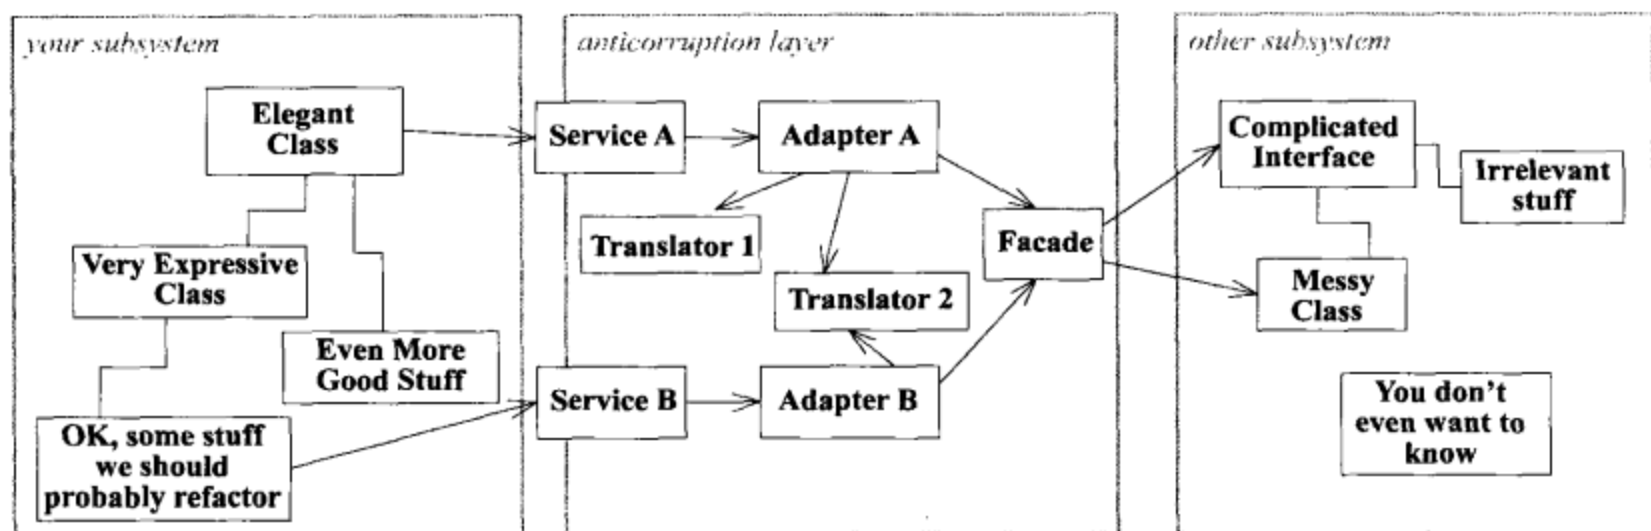 your subsystem
anticorruption layer
other subsystem
Elegant
Class
Service A
Adapter A
Complicated
Interface
Irrelevant
stuff
Translator 1
Facade
Very Expressive
Class
Translator 2
Messy
Class
Even More
Good Stuff
Service B
Adapter B
You don't
even want to
know
OK, some stuff
we should
probably refactor